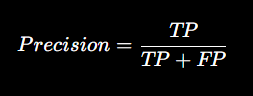 Precision = TP / TP + FP